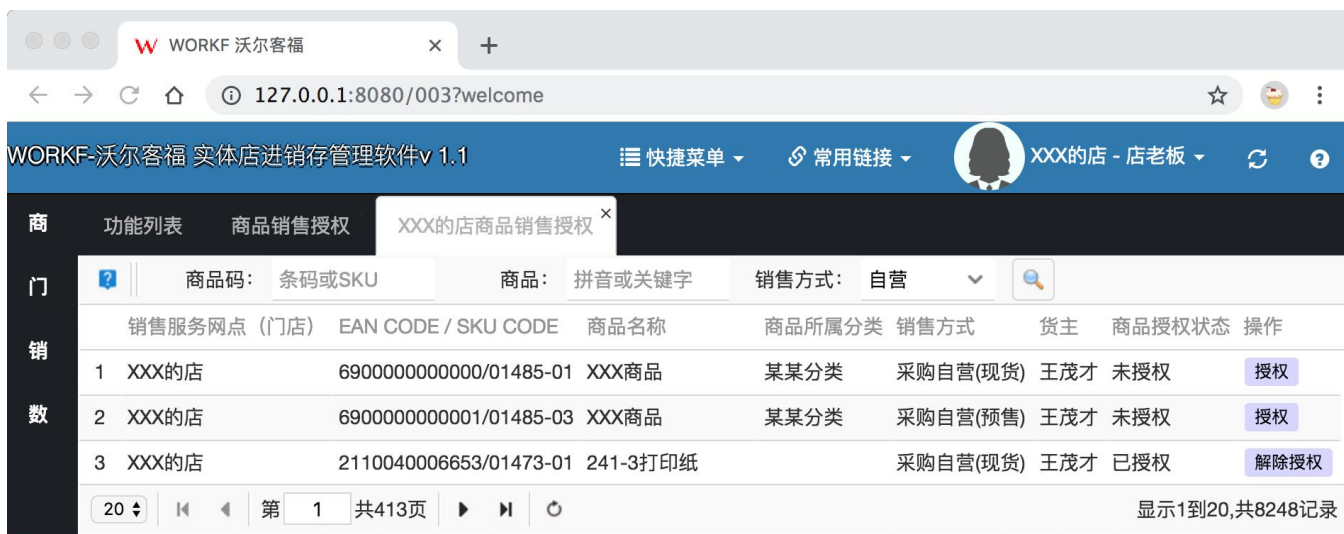 WORKF 沃尔客福
127.0.0.1:8080/003?welcome
WORKF-沃尔客福 实体店进销存管理软件v 1.1 快捷菜单 常用链接 XXX的店 - 店老板
商 功能列表 商品销售授权 XXX的店商品销售授权
门 商品码： 条码或SKU 商品： 拼音或关键字 销售方式： 自营
销售服务网点（门店） EAN CODE / SKU CODE 商品名称 商品所属分类 销售方式 货主 商品授权状态 操作
销
1 XXX的店 6900000000000/01485-01 XXX商品 某某分类 采购自营(现货) 王茂才 未授权 授权
数 2 XXX的店 6900000000001/01485-03 XXX商品 某某分类 采购自营(预售) 王茂才 未授权 授权
3 XXX的店 2110040006653/01473-01 241-3打印纸 采购自营(现货) 王茂才 已授权 解除授权
20 第 1 共413页 显示1到20,共8248记录